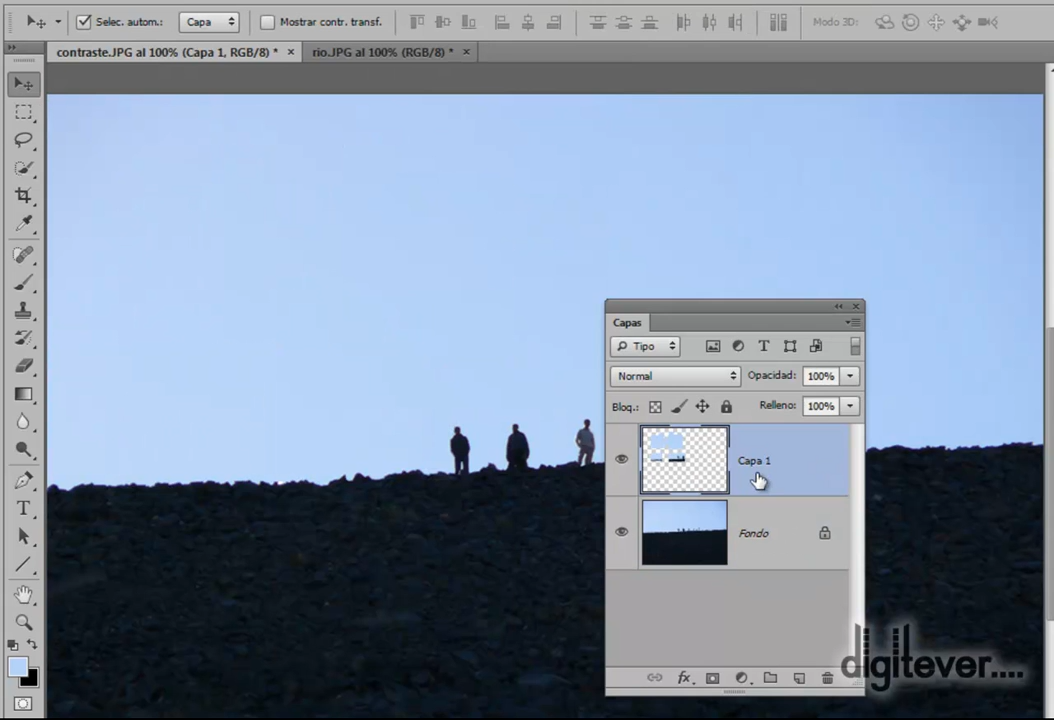 Selec. autom.: Capa Mostrar contr. transf. Modo 3D:
contraste.JPG al 100% (Capa 1, RGB/8) * × rio.JPG al 100% (RGB/8) * ×
Capas
Tipo T
Normal Opacidad: 100%
Bloq.: Relleno: 100%
Capa 1
Fondo
fx
T
digitever....